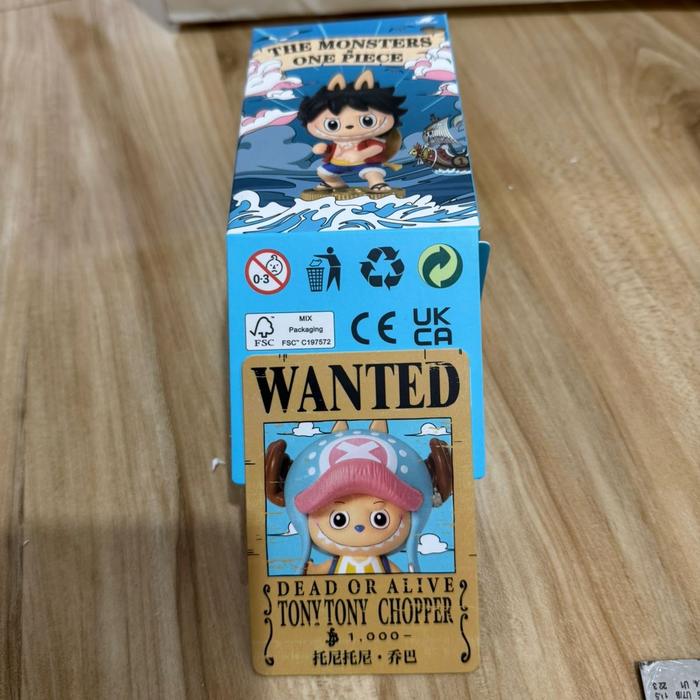 THE MONSTERS
×
ONE PIECE
0-3
MIX
Packaging
FSC
FSC™ C197572
CE
UK
CA
WANTED
DEAD OR ALIVE
TONY TONY CHOPPER
฿ 1,000-
托尼托尼·乔巴